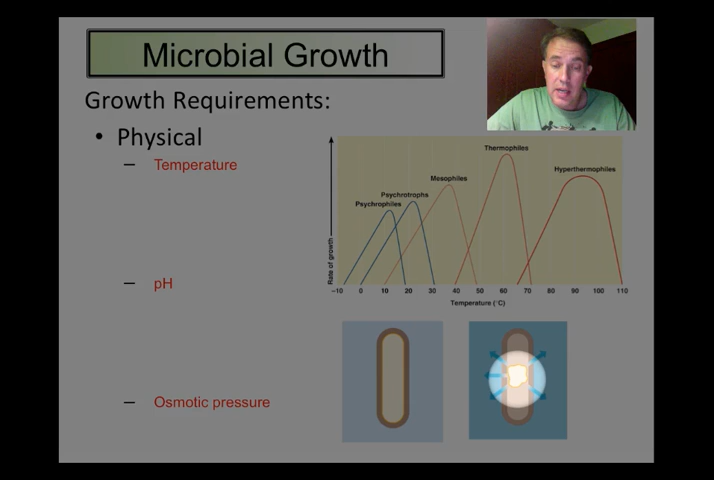 Microbial Growth
Growth Requirements:
• Physical
– Temperature
– pH
– Osmotic pressure
Thermophiles
Hyperthermophiles
Mesophiles
Psychrotrophs
Psychrophiles
Rate of growth
–10 0 10 20 30 40 50 60 70 80 90 100 110
Temperature (°C)